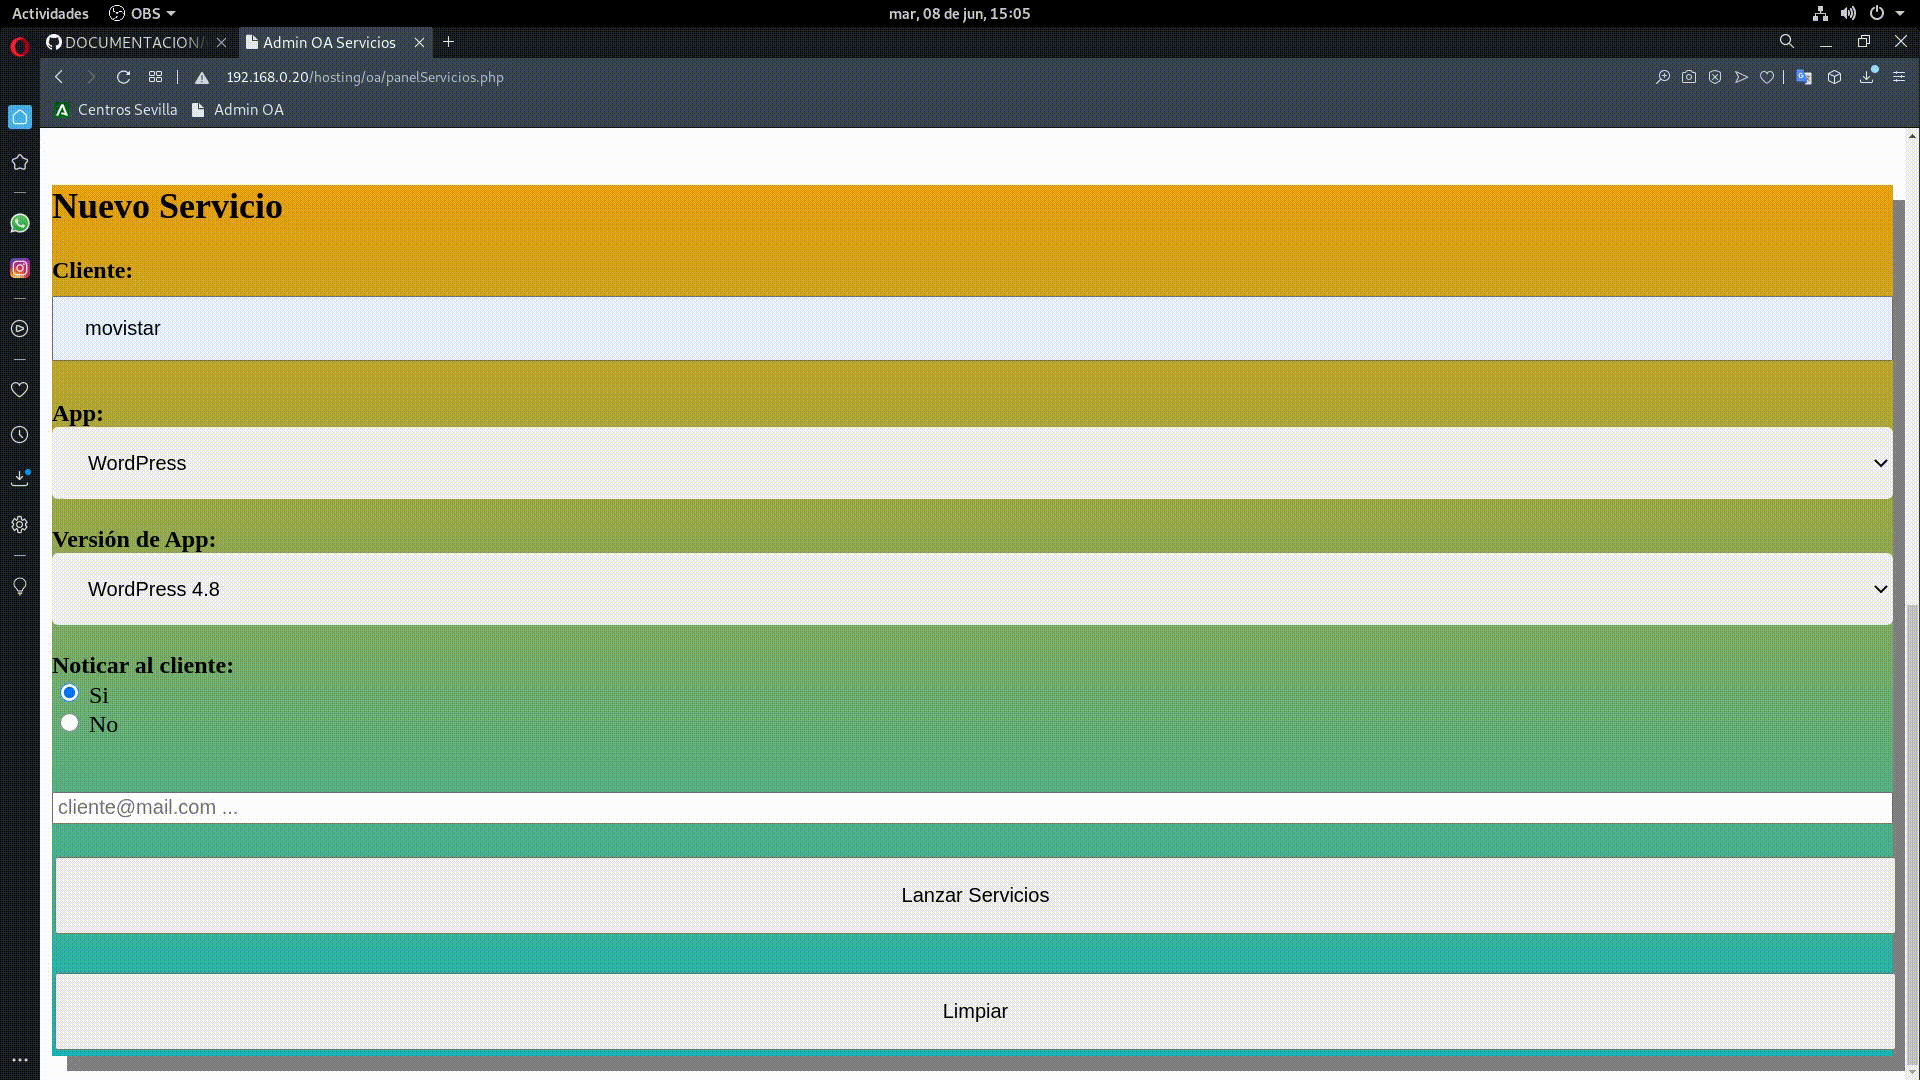 Actividades OBS mar, 08 de jun, 15:05
DOCUMENTACION/ Admin OA Servicios
192.168.0.20/hosting/oa/panelServicios.php
Centros Sevilla Admin OA
Nuevo Servicio
Cliente:
movistar
App:
WordPress
Versión de App:
WordPress 4.8
Noticar al cliente:
Si
No
cliente@mail.com ...
Lanzar Servicios
Limpiar